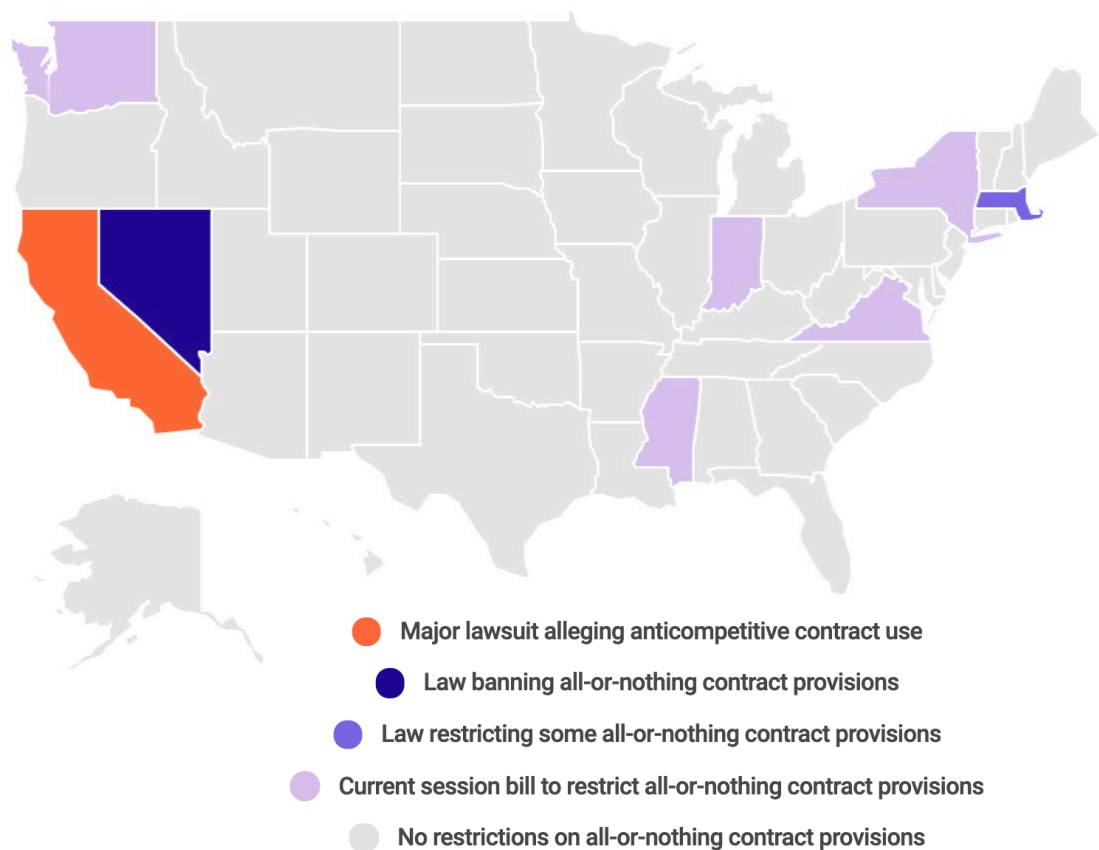 Major lawsuit alleging anticompetitive contract use
Law banning all-or-nothing contract provisions
Law restricting some all-or-nothing contract provisions
Current session bill to restrict all-or-nothing contract provisions
No restrictions on all-or-nothing contract provisions